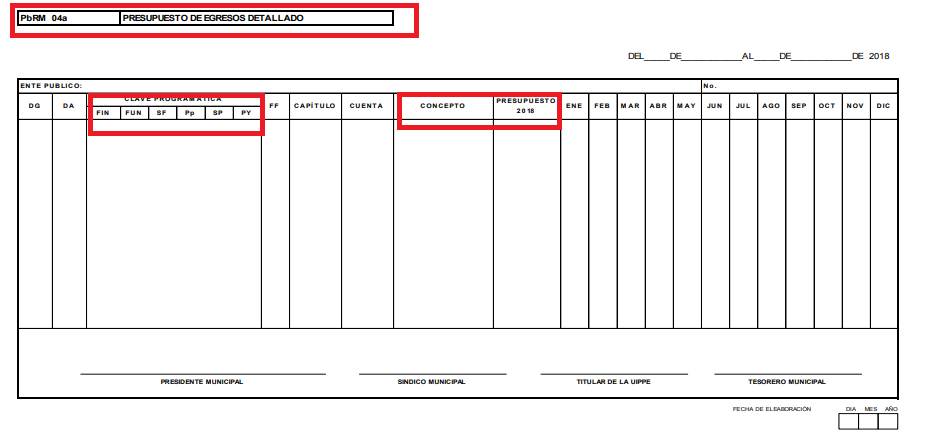 PbRM 04a PRESUPUESTO DE EGRESOS DETALLADO
DEL_____DE____________AL_____DE____________DE 2018
ENTE PUBLICO: No.
CLAVE PROGRAMATICA
DG DA FIN FUN SF Pp SP PY FF CAPÍTULO CUENTA CONCEPTO PRESUPUESTO 2018 ENE FEB MAR ABR MAY JUN JUL AGO SEP OCT NOV DIC
PRESIDENTE MUNICIPAL SINDICO MUNICIPAL TITULAR DE LA UIPPE TESORERO MUNICIPAL
FECHA DE ELEABORACIÓN DIA MES AÑO